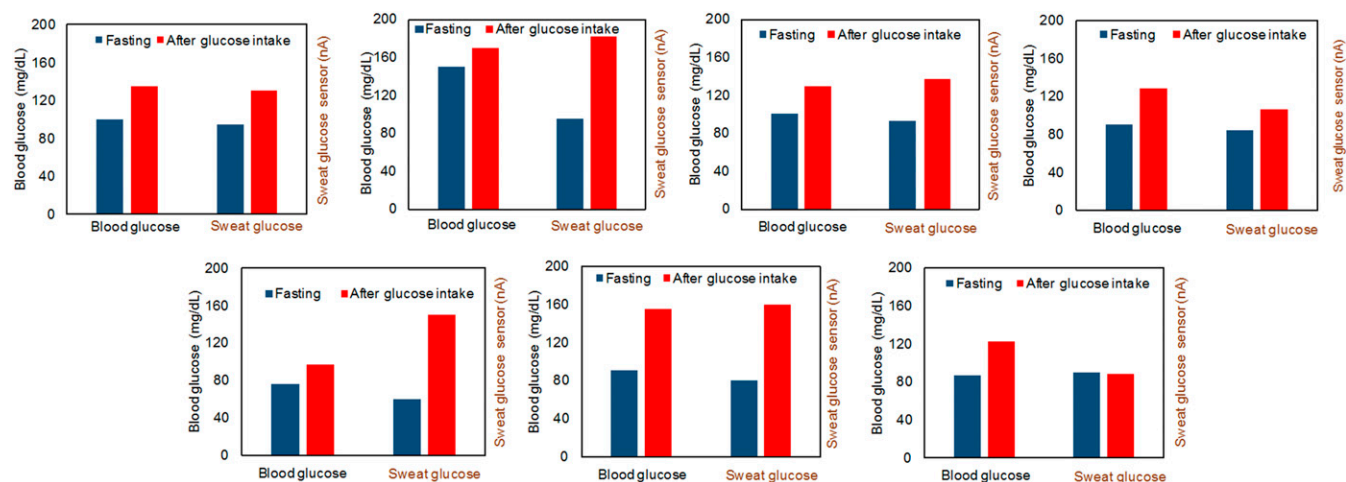 Blood glucose (mg/dL)
200
160
120
80
40
0
Fasting After glucose intake
Blood glucose Sweat glucose
Sweat glucose sensor (nA)
Blood glucose (mg/dL)
200
160
120
80
40
0
Fasting After glucose intake
Blood glucose Sweat glucose
Sweat glucose sensor (nA)
Blood glucose (mg/dL)
200
160
120
80
40
0
Fasting After glucose intake
Blood glucose Sweat glucose
Sweat glucose sensor (nA)
Blood glucose (mg/dL)
200
160
120
80
40
0
Fasting After glucose intake
Blood glucose Sweat glucose
Sweat glucose sensor (nA)
Blood glucose (mg/dL)
200
160
120
80
40
0
Fasting After glucose intake
Blood glucose Sweat glucose
Sweat glucose sensor (nA)
Blood glucose (mg/dL)
200
160
120
80
40
0
Fasting After glucose intake
Blood glucose Sweat glucose
Sweat glucose sensor (nA)
Blood glucose (mg/dL)
200
160
120
80
40
0
Fasting After glucose intake
Blood glucose Sweat glucose
Sweat glucose sensor (nA)